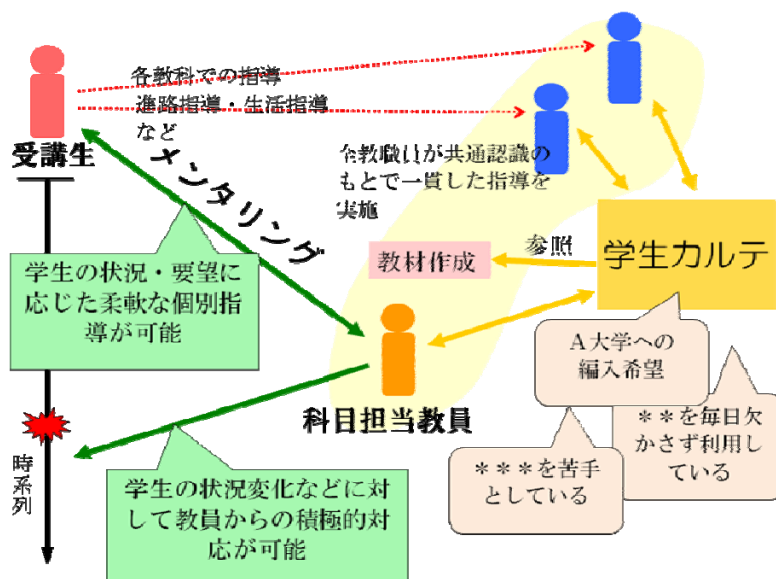 各教科での指導
進路指導・生活指導
など
受講生
メンタリング
全教職員が共通認識の
もとで一貫した指導を
実施
教材作成
参照
学生カルテ
学生の状況・要望に
応じた柔軟な個別指
導が可能
A大学への
編入希望
科目担当教員
**を毎日欠
かさず利用し
ている
***を苦手
としている
時系列
学生の状況変化などに対
して教員からの積極的対
応が可能